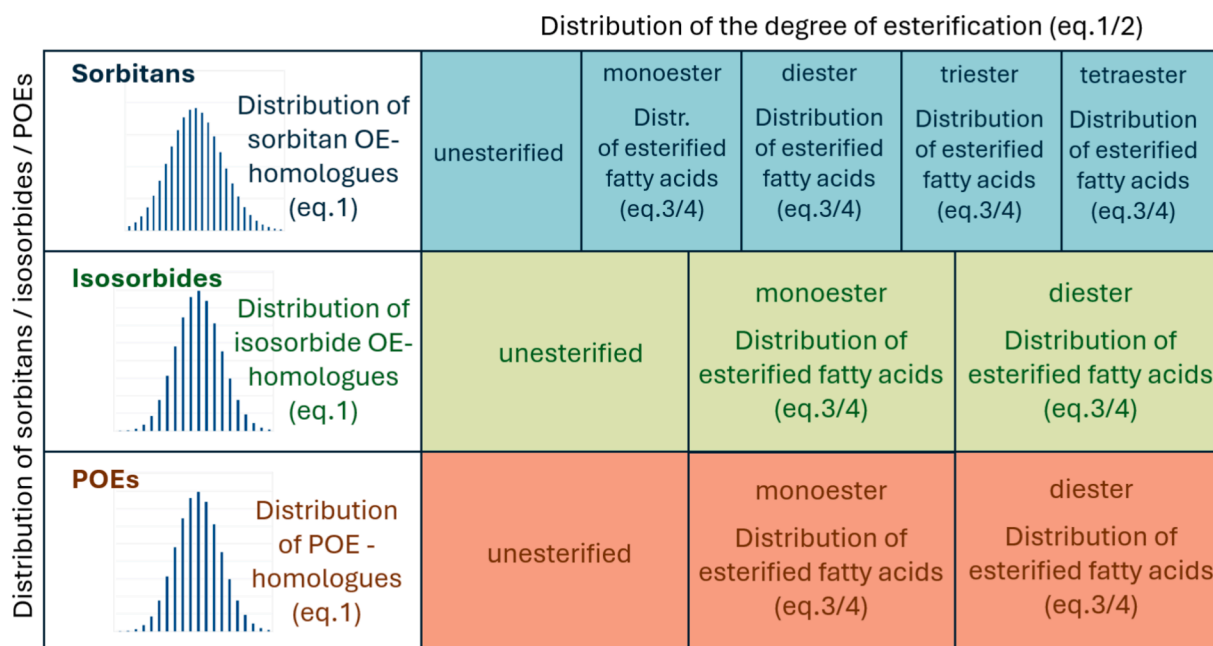 Distribution of the degree of esterification (eq.1/2)
Distribution of sorbitans / isosorbides / POEs
Sorbitans
Distribution of
sorbitan OE-
homologues
(eq.1)
unesterified
monoester
Distr.
of esterified
fatty acids
(eq.3/4)
diester
Distribution
of esterified
fatty acids
(eq.3/4)
triester
Distribution
of esterified
fatty acids
(eq.3/4)
tetraester
Distribution
of esterified
fatty acids
(eq.3/4)
Isosorbides
Distribution of
isosorbide OE-
homologues
(eq.1)
unesterified
monoester
Distribution of
esterified fatty acids
(eq.3/4)
diester
Distribution of
esterified fatty acids
(eq.3/4)
POEs
Distribution
of POE -
homologues
(eq.1)
unesterified
monoester
Distribution of
esterified fatty acids
(eq.3/4)
diester
Distribution of
esterified fatty acids
(eq.3/4)